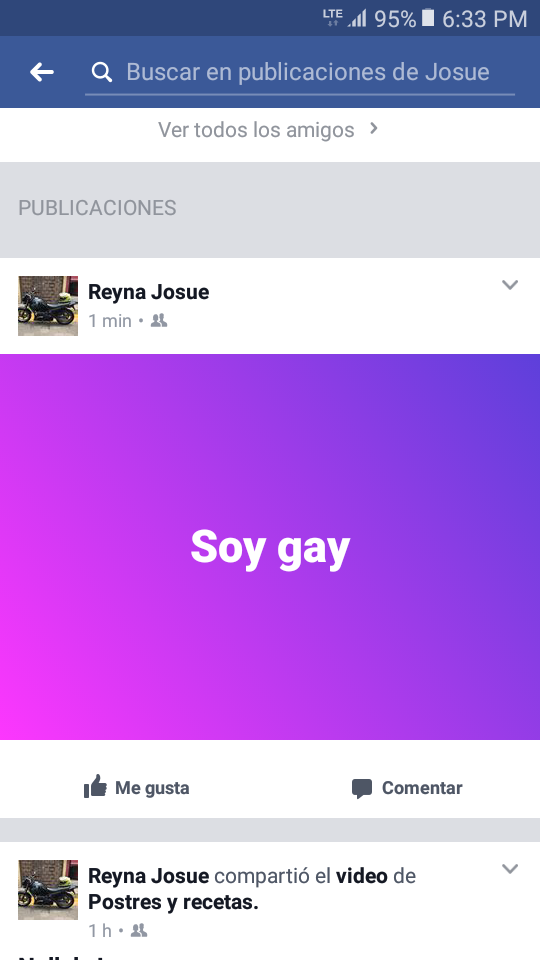 LTE 95% 6:33 PM
Buscar en publicaciones de Josue
Ver todos los amigos
PUBLICACIONES
Reyna Josue
1 min •
Soy gay
Me gusta Comentar
Reyna Josue compartió el video de
Postres y recetas.
1 h •